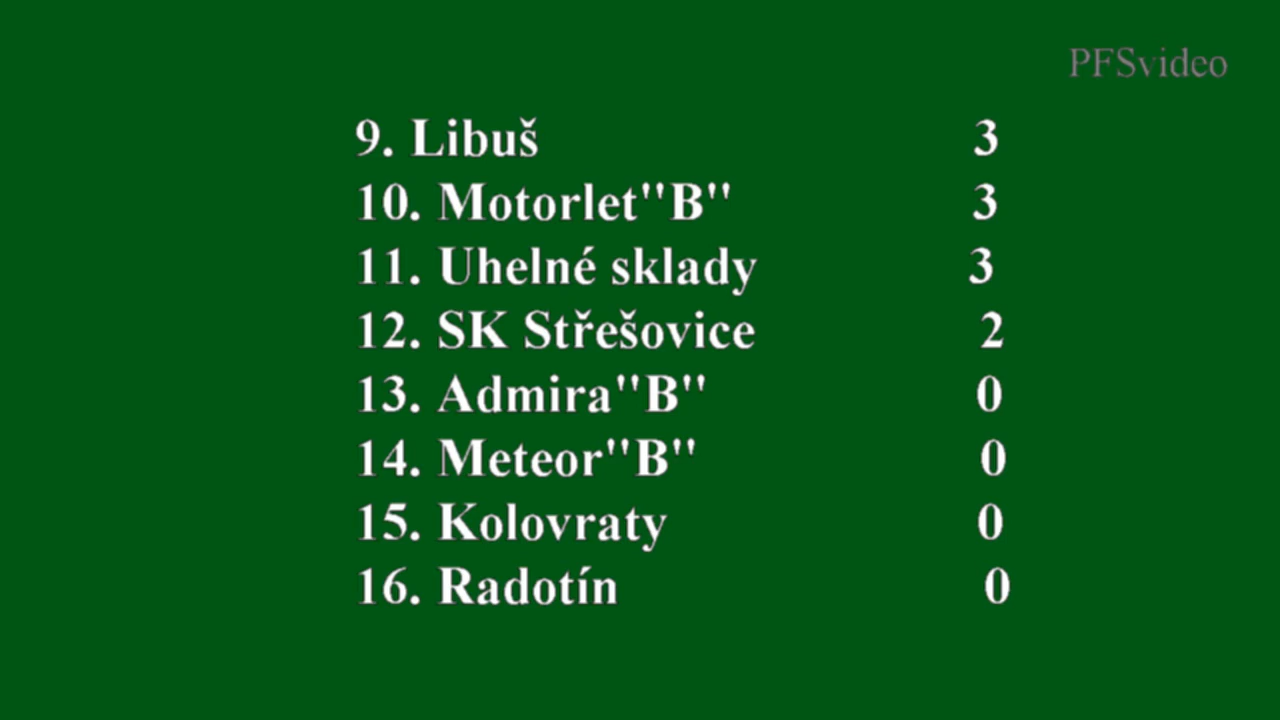 PFSvideo
9. Libuš 3
10. Motorlet"B" 3
11. Uhelné sklady 3
12. SK Střešovice 2
13. Admira"B" 0
14. Meteor"B" 0
15. Kolovraty 0
16. Radotín 0